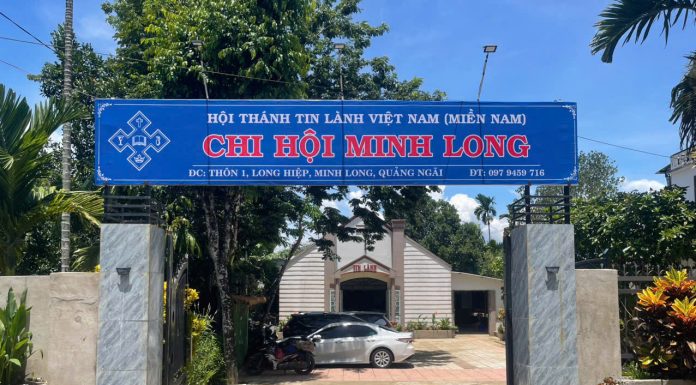 HỘI THÁNH TIN LÀNH VIỆT NAM (MIỀN NAM)
CHI HỘI MINH LONG
ĐC: THÔN 1, LONG HIỆP, MINH LONG, QUẢNG NGÃI ĐT: 097 9459 716
TIN LÀNH